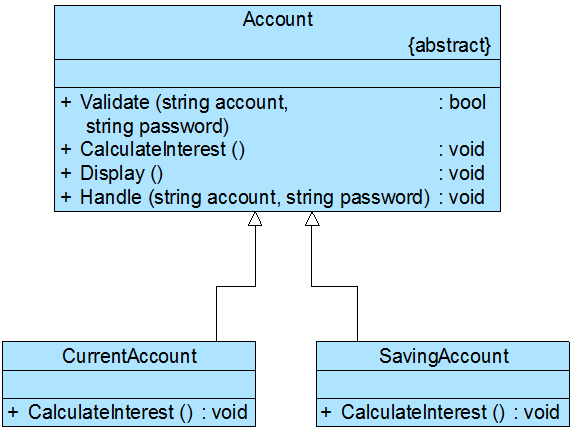 Account
{abstract}
+ Validate (string account, : bool
string password)
+ CalculateInterest () : void
+ Display () : void
+ Handle (string account, string password) : void
CurrentAccount
+ CalculateInterest () : void
SavingAccount
+ CalculateInterest () : void